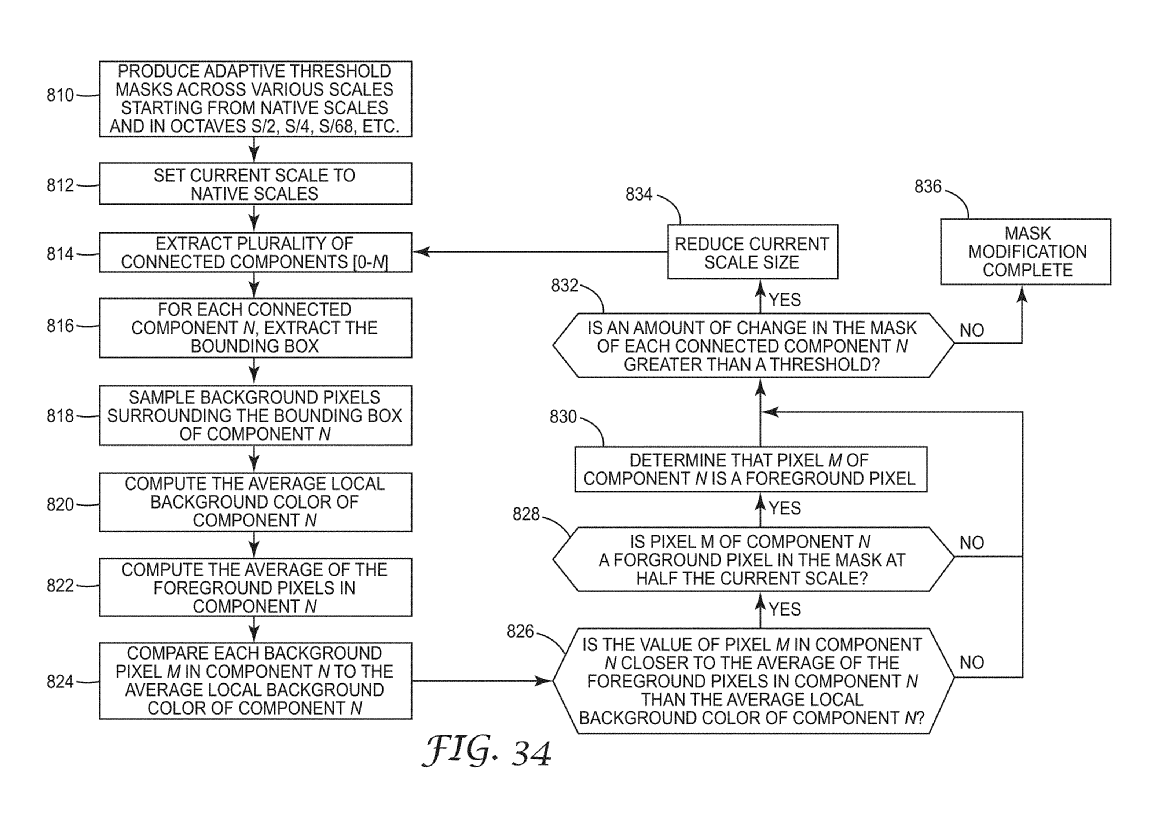 810
PRODUCE ADAPTIVE THRESHOLD
MASKS ACROSS VARIOUS SCALES
STARTING FROM NATIVE SCALES
AND IN OCTAVES S/2, S/4, S/68, ETC.
812
SET CURRENT SCALE TO
NATIVE SCALES
814
EXTRACT PLURALITY OF
CONNECTED COMPONENTS [0-N]
816
FOR EACH CONNECTED
COMPONENT N, EXTRACT THE
BOUNDING BOX
818
SAMPLE BACKGROUND PIXELS
SURROUNDING THE BOUNDING BOX
OF COMPONENT N
820
COMPUTE THE AVERAGE LOCAL
BACKGROUND COLOR OF
COMPONENT N
822
COMPUTE THE AVERAGE OF THE
FOREGROUND PIXELS IN
COMPONENT N
824
COMPARE EACH BACKGROUND
PIXEL M IN COMPONENT N TO THE
AVERAGE LOCAL BACKGROUND
COLOR OF COMPONENT N
826
IS THE VALUE OF PIXEL M IN COMPONENT
N CLOSER TO THE AVERAGE OF THE
FOREGROUND PIXELS IN COMPONENT N
THAN THE AVERAGE LOCAL
BACKGROUND COLOR OF COMPONENT N?
NO
YES
828
IS PIXEL M OF COMPONENT N
A FORGROUND PIXEL IN THE MASK AT
HALF THE CURRENT SCALE?
NO
YES
830
DETERMINE THAT PIXEL M OF
COMPONENT N IS A FOREGROUND PIXEL
832
IS AN AMOUNT OF CHANGE IN THE MASK
OF EACH CONNECTED COMPONENT N
GREATER THAN A THRESHOLD?
NO
YES
834
REDUCE CURRENT
SCALE SIZE
836
MASK
MODIFICATION
COMPLETE
FIG. 34